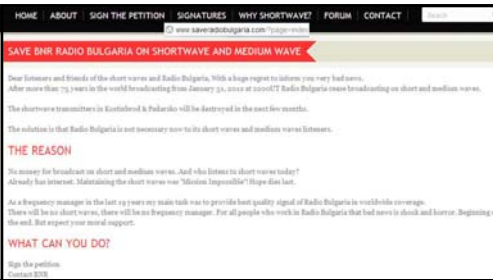 HOME ABOUT SIGN THE PETITION SIGNATURES WHY SHORTWAVE? FORUM CONTACT Search
www.saveradiobulgaria.com/?page=index
SAVE BNR RADIO BULGARIA ON SHORTWAVE AND MEDIUM WAVE
Dear listeners and friends of the short waves and Radio Bulgaria, With a huge regret to inform you very bad news.
After more than 75 years in the world broadcasting from January 31, 2012 at 2000UT Radio Bulgaria cease broadcasting on short and medium waves.
The shortwave transmitters in Kostinbrod & Padarsko will be destroyed in the next few months.
The solution is that Radio Bulgaria is not necessary now to its short waves and medium waves listeners.
THE REASON
No money for broadcast on short and medium waves. And who listens to short waves today?
Already has internet. Maintaining the short waves was "Mission Impossible"! Hope dies last.
As a frequency manager in the last 19 years my main task was to provide best quality signal of Radio Bulgaria in worldwide coverage.
There will be no short waves, there will be no frequency manager. For all people who work in Radio Bulgaria that bad news is shock and horror. Beginning of
the end. But expect your moral support.
WHAT CAN YOU DO?
Sign the petition
Contact BNR